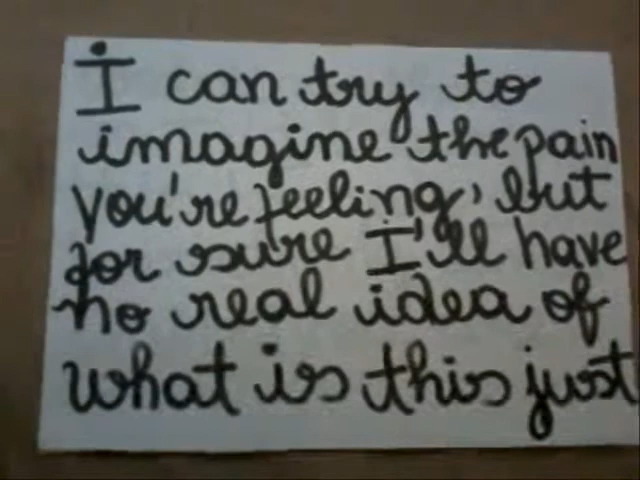 I can try to
imagine the pain
you're feeling, but
for sure I'll have
no real idea of
what is this just